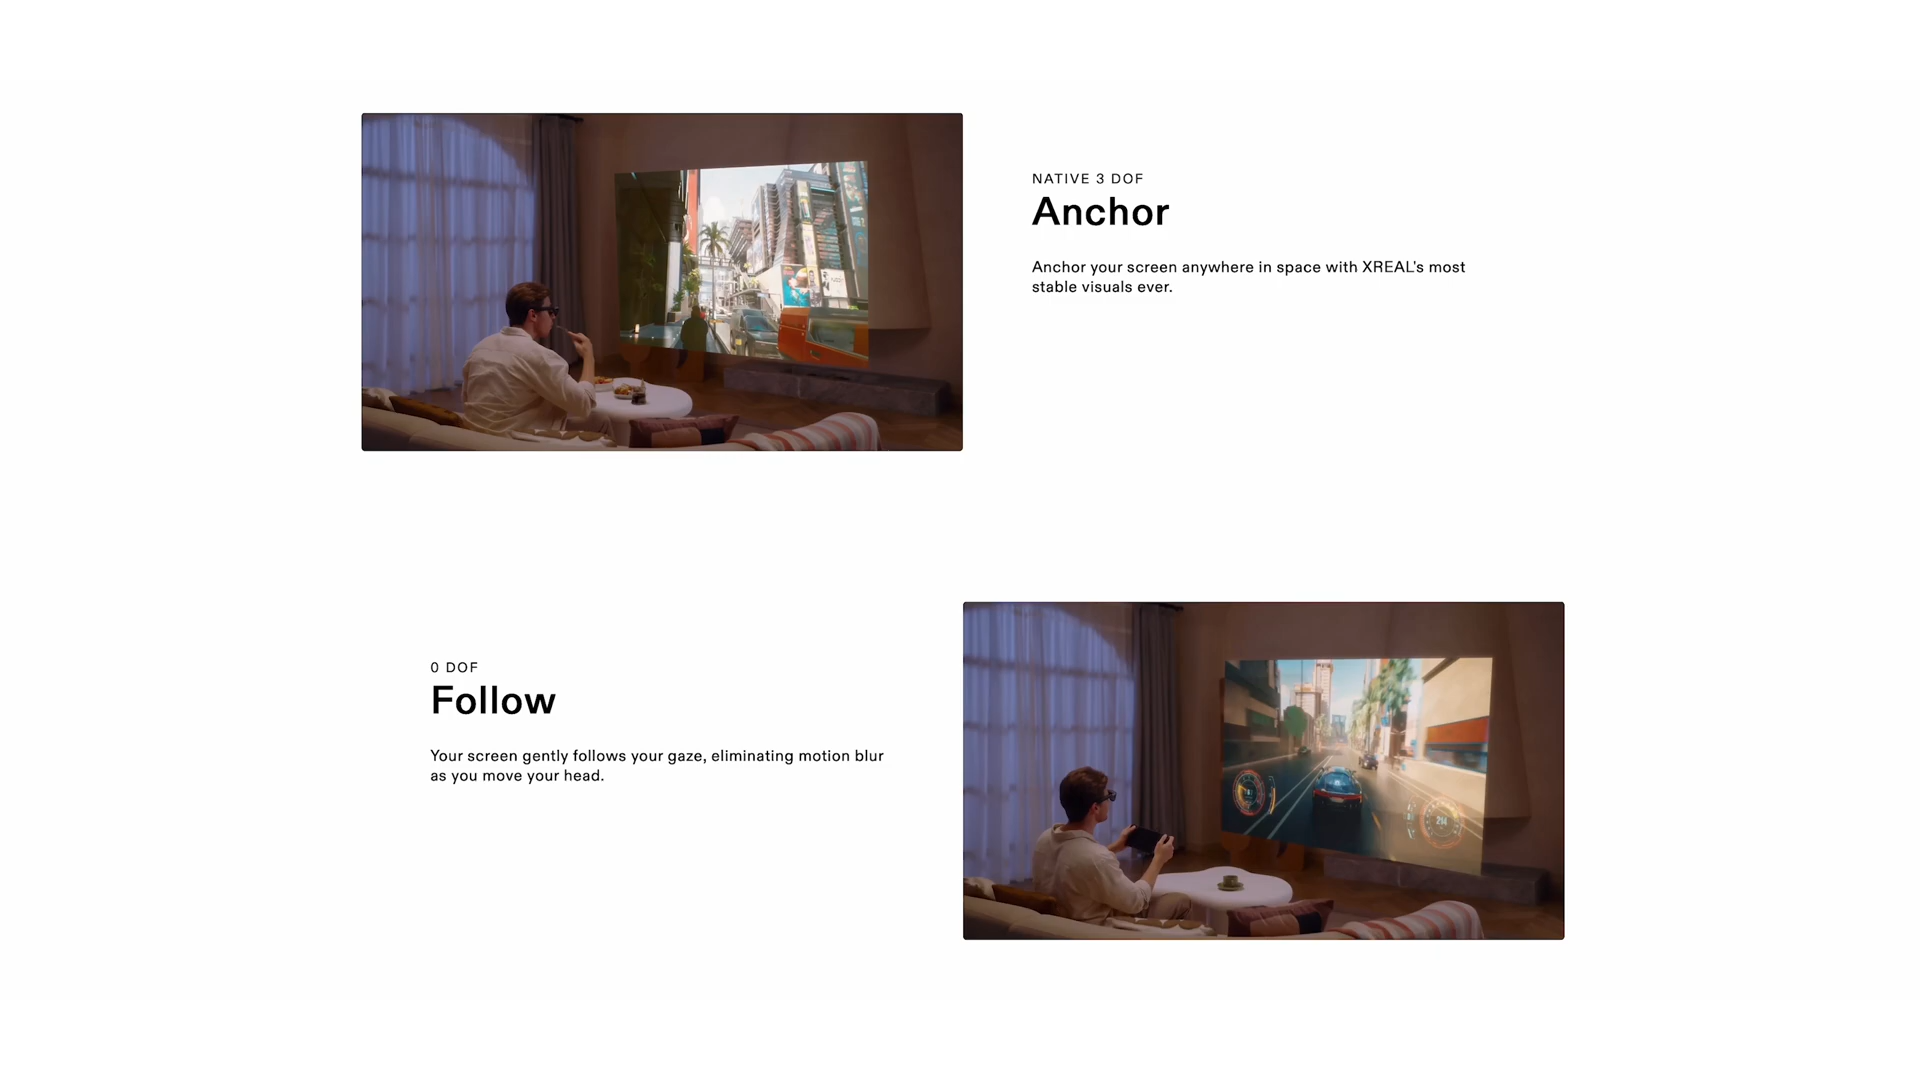 NATIVE 3 DOF
Anchor
Anchor your screen anywhere in space with XREAL's most
stable visuals ever.
0 DOF
Follow
Your screen gently follows your gaze, eliminating motion blur
as you move your head.
214